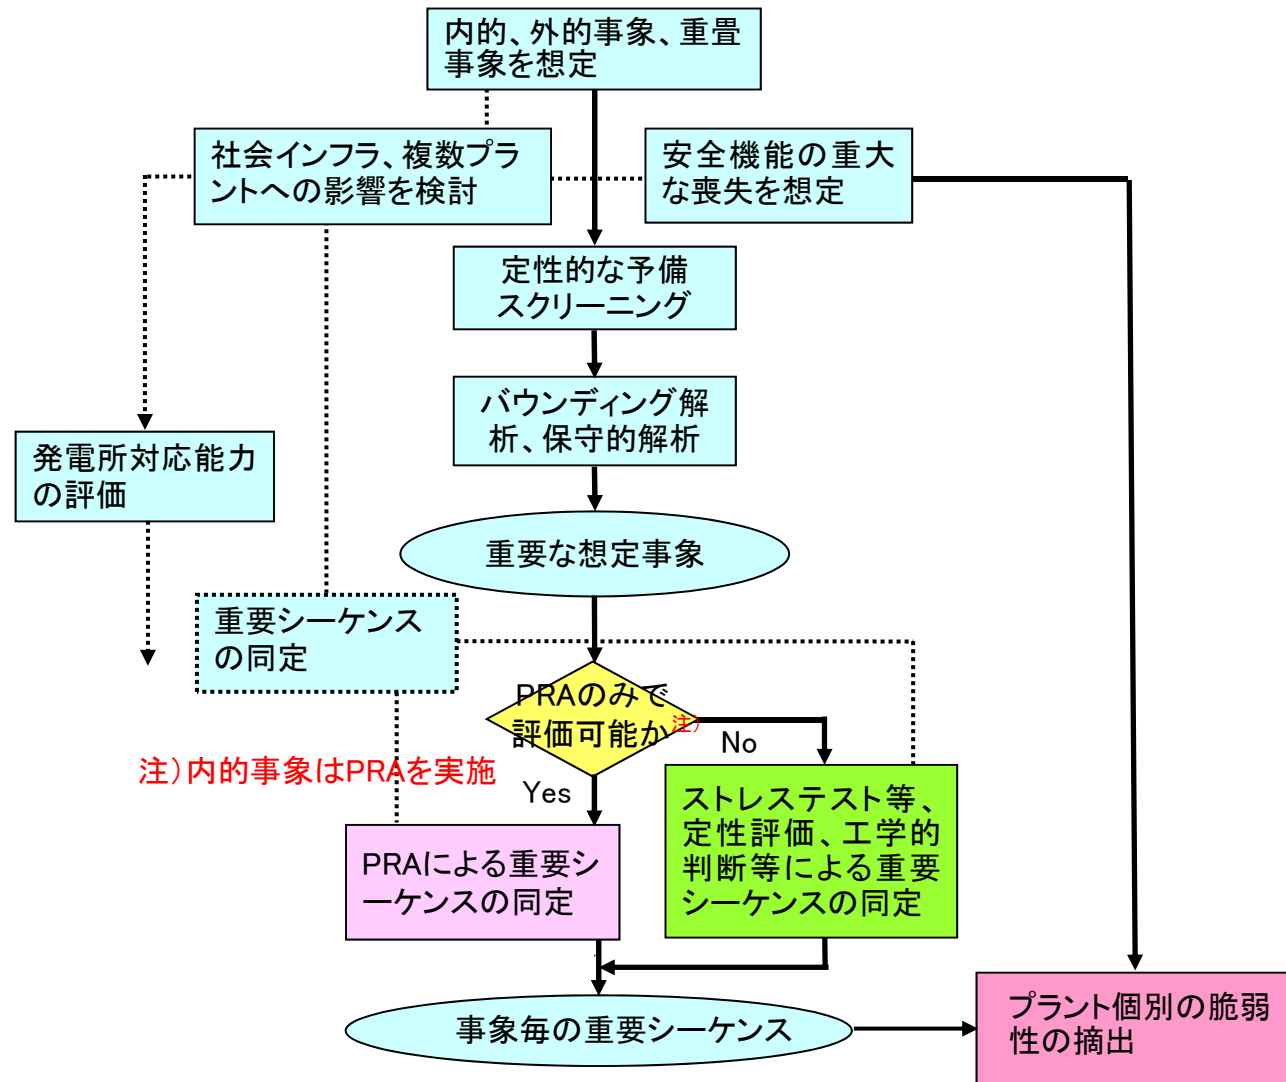 内的、外的事象、重畳
事象を想定
社会インフラ、複数プラ
ントへの影響を検討
安全機能の重大
な喪失を想定
定性的な予備
スクリーニング
バウンディング解
析、保守的解析
発電所対応能力
の評価
重要な想定事象
重要シーケンス
の同定
PRAのみで
評価可能か注）
No
注）内的事象はPRAを実施
Yes
ストレステスト等、
定性評価、工学的
判断等による重要
シーケンスの同定
PRAによる重要シ
ーケンスの同定
事象毎の重要シーケンス
プラント個別の脆弱
性の摘出